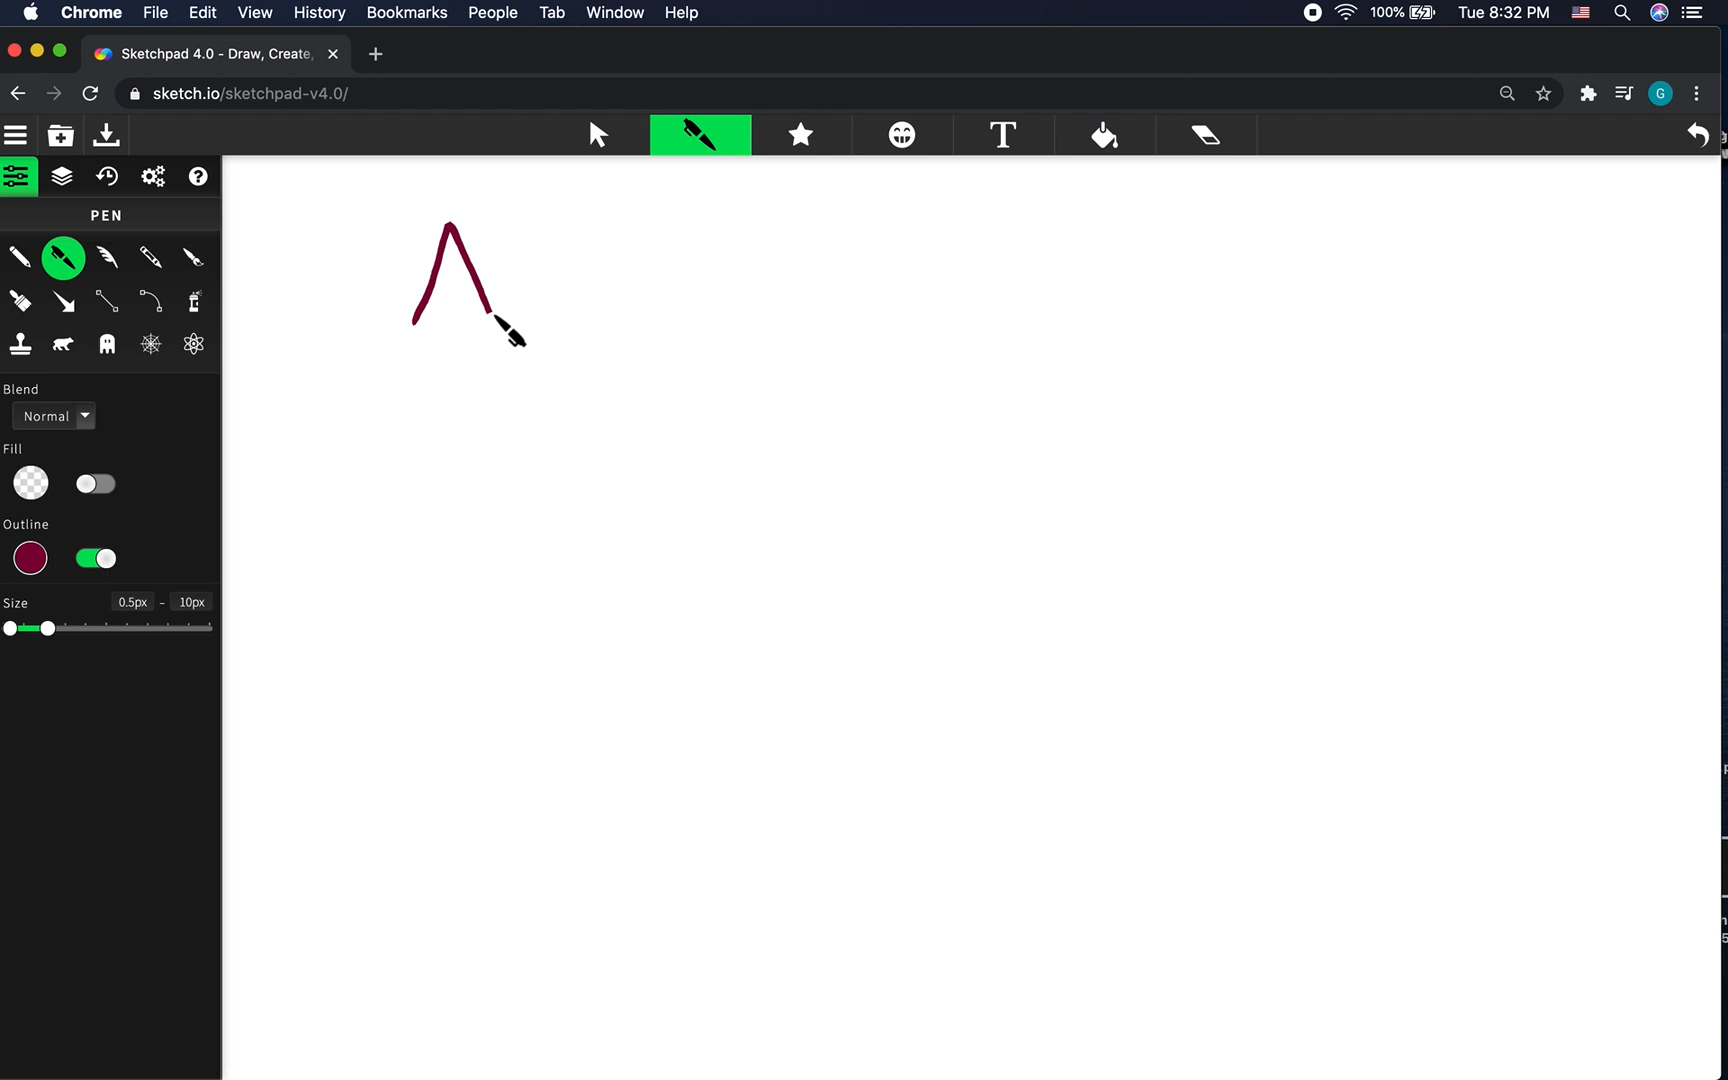 Chrome File Edit View History Bookmarks People Tab Window Help 100% Tue 8:32 PM
Sketchpad 4.0 - Draw, Create,
sketch.io/sketchpad-v4.0/ G
T
PEN
Blend
Normal
Fill
Outline
Size 0.5px - 10px